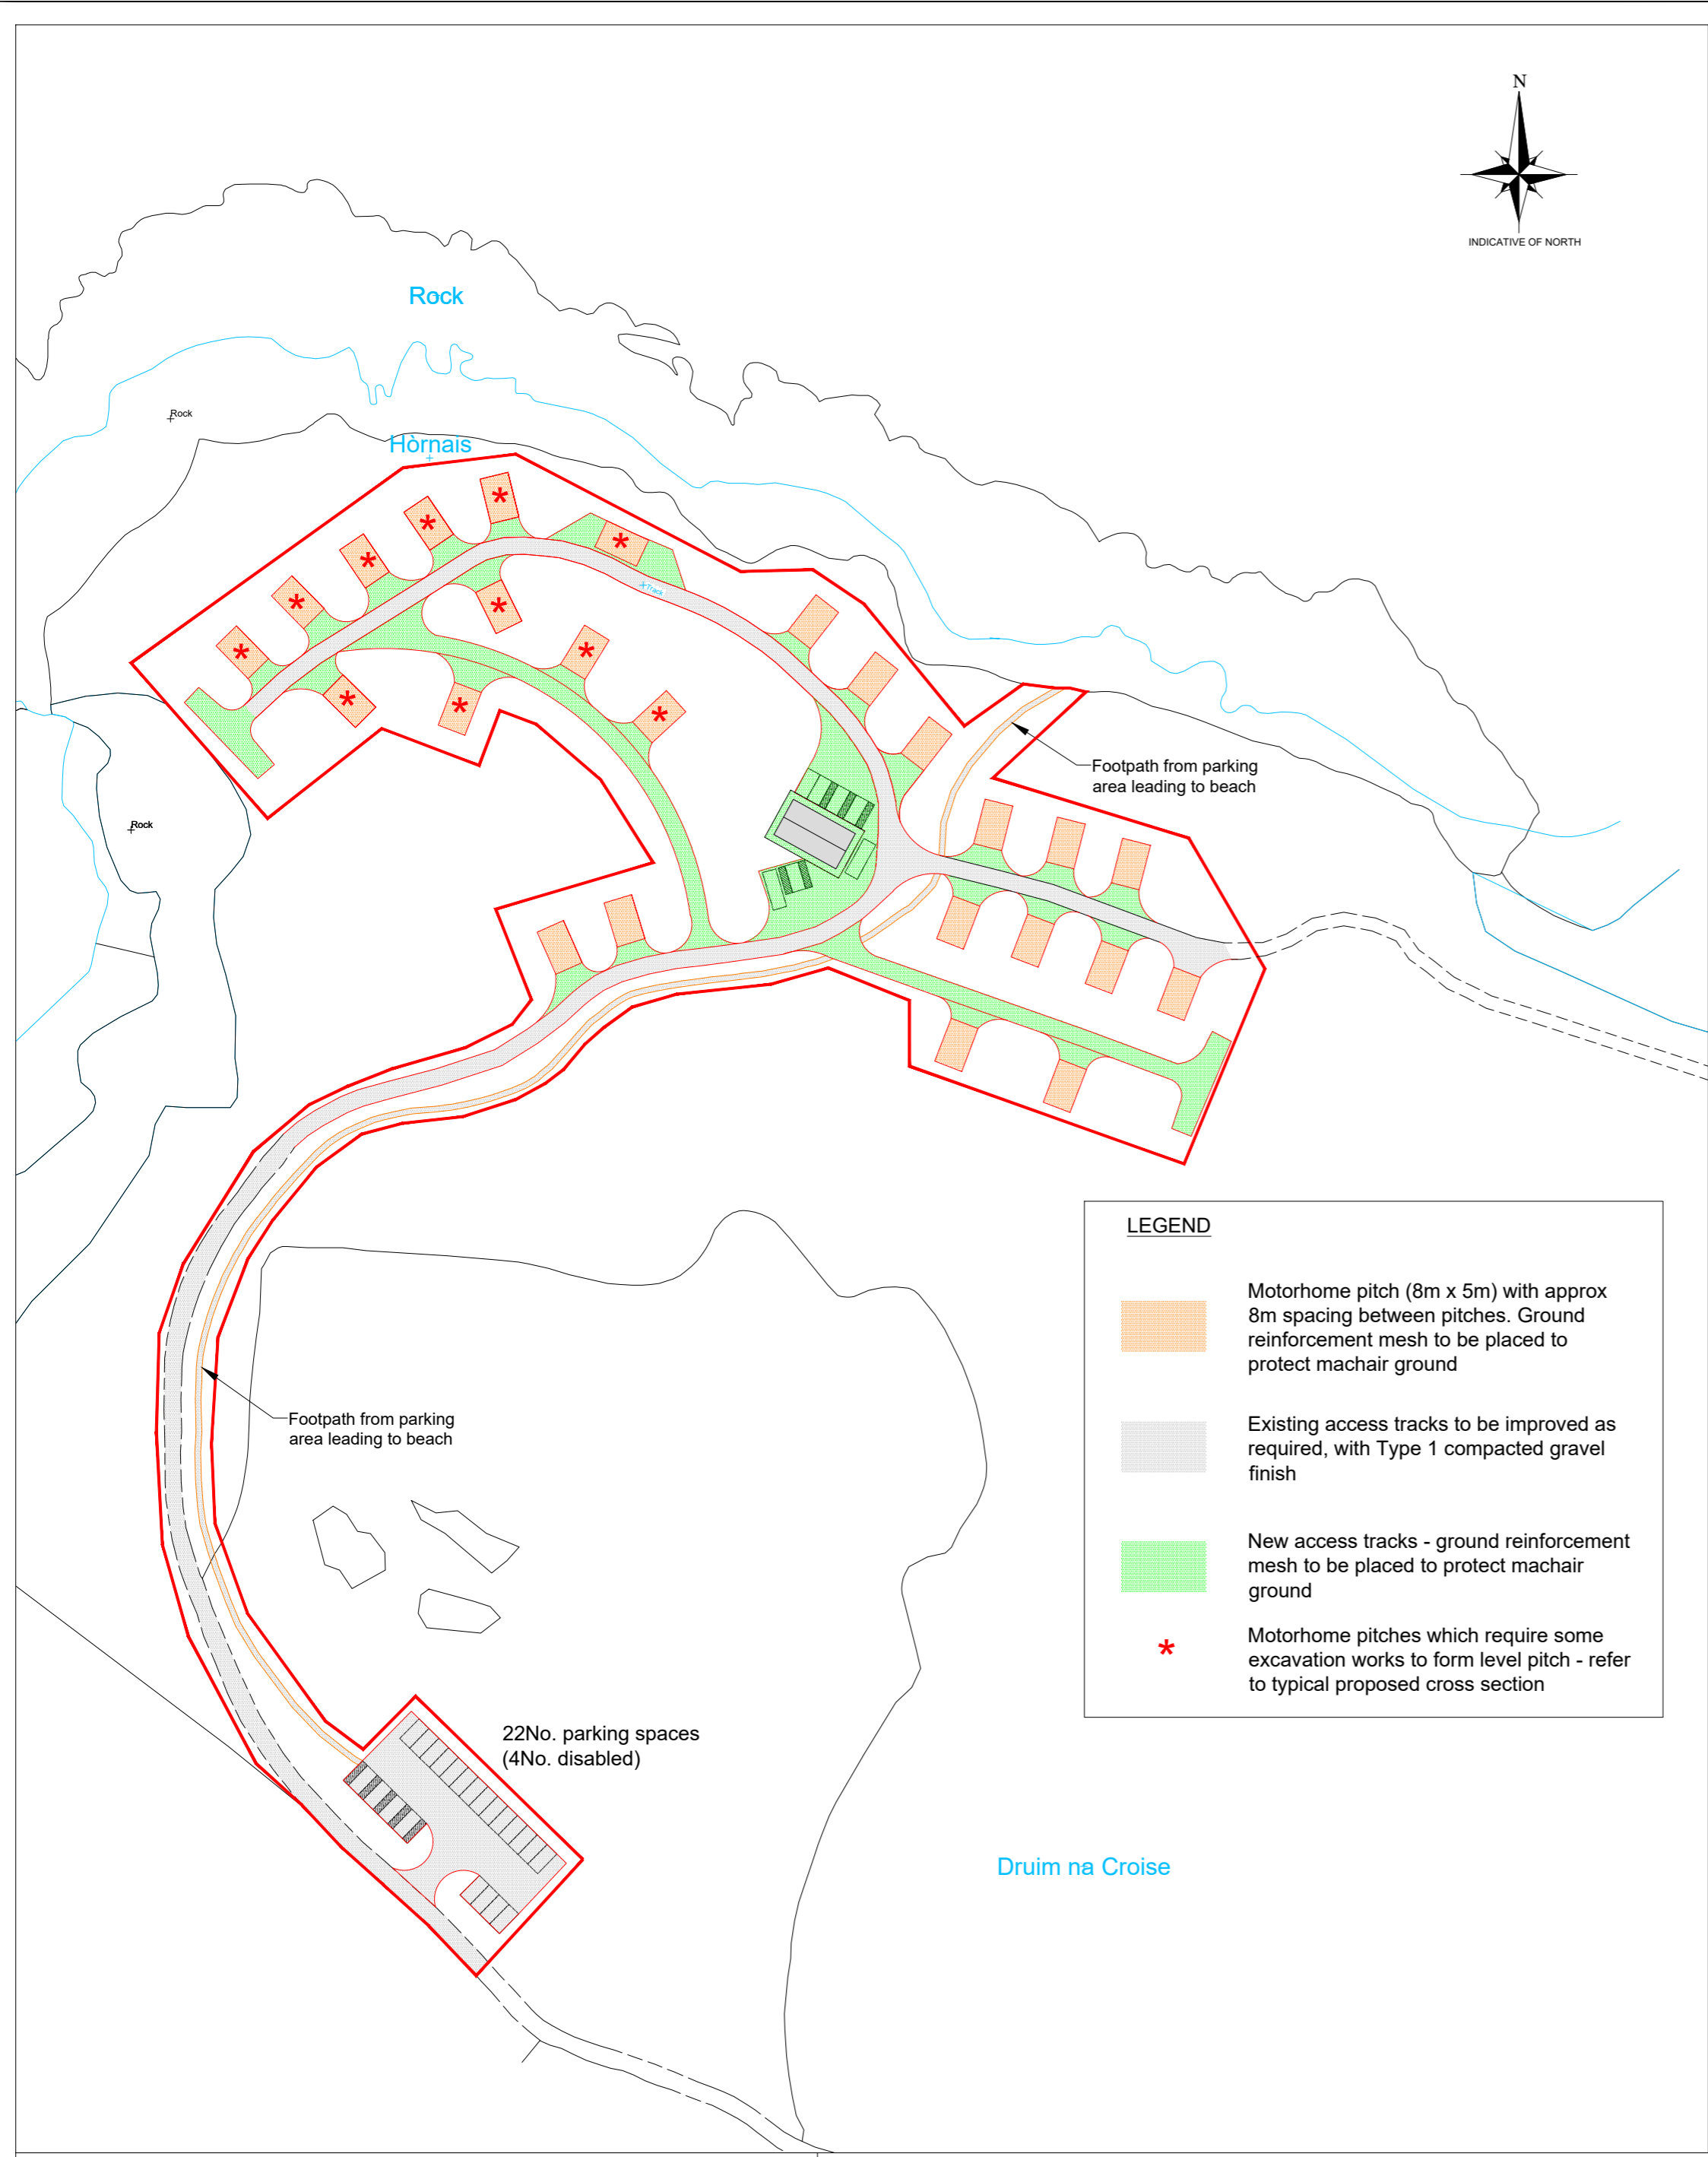 N
INDICATIVE OF NORTH
Rock
Rock
Hòrnais
Track
Footpath from parking
area leading to beach
Rock
LEGEND
Motorhome pitch (8m x 5m) with approx
8m spacing between pitches. Ground
reinforcement mesh to be placed to
protect machair ground
Existing access tracks to be improved as
required, with Type 1 compacted gravel
finish
New access tracks - ground reinforcement
mesh to be placed to protect machair
ground
* Motorhome pitches which require some
excavation works to form level pitch - refer
to typical proposed cross section
Footpath from parking
area leading to beach
22No. parking spaces
(4No. disabled)
Druim na Croise